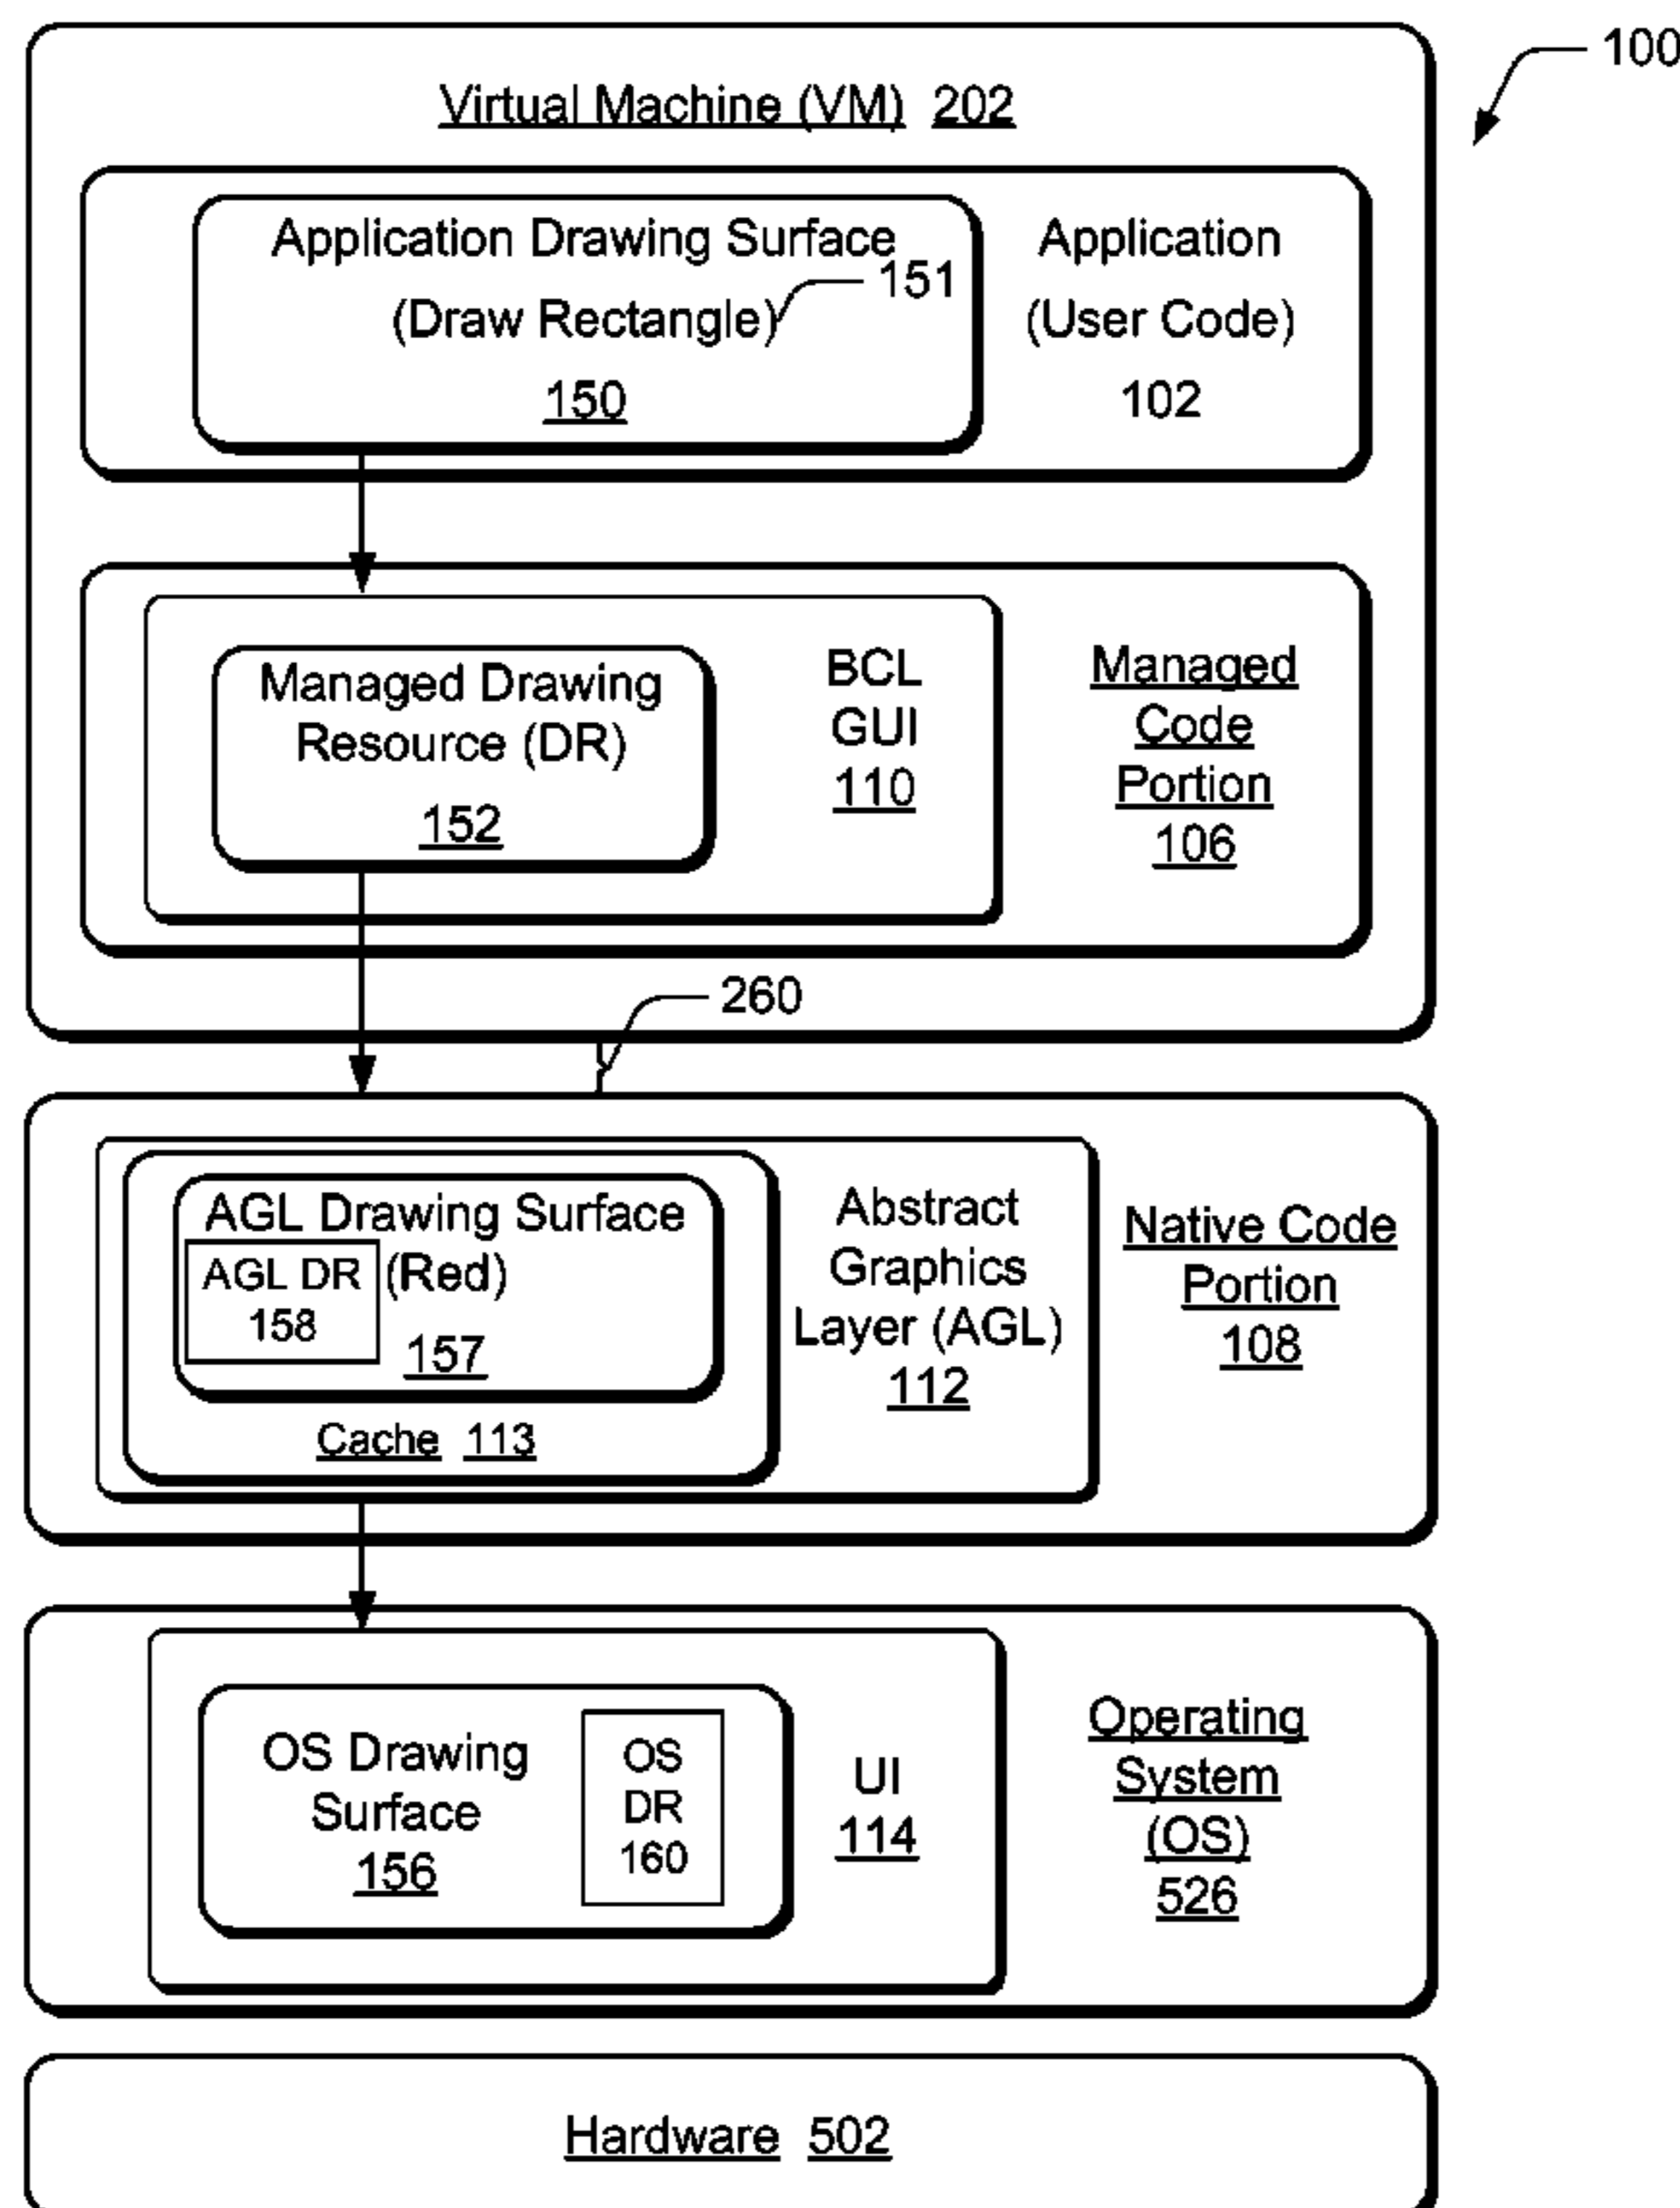 100
Virtual Machine (VM) 202
Application Drawing Surface
(Draw Rectangle)
151
150
Application
(User Code)
102
Managed Drawing
Resource (DR)
152
BCL
GUI
110
Managed
Code
Portion
106
260
AGL Drawing Surface
(Red)
AGL DR
158
157
Cache 113
Abstract
Graphics
Layer (AGL)
112
Native Code
Portion
108
OS Drawing
Surface
156
OS
DR
160
UI
114
Operating
System
(OS)
526
Hardware 502